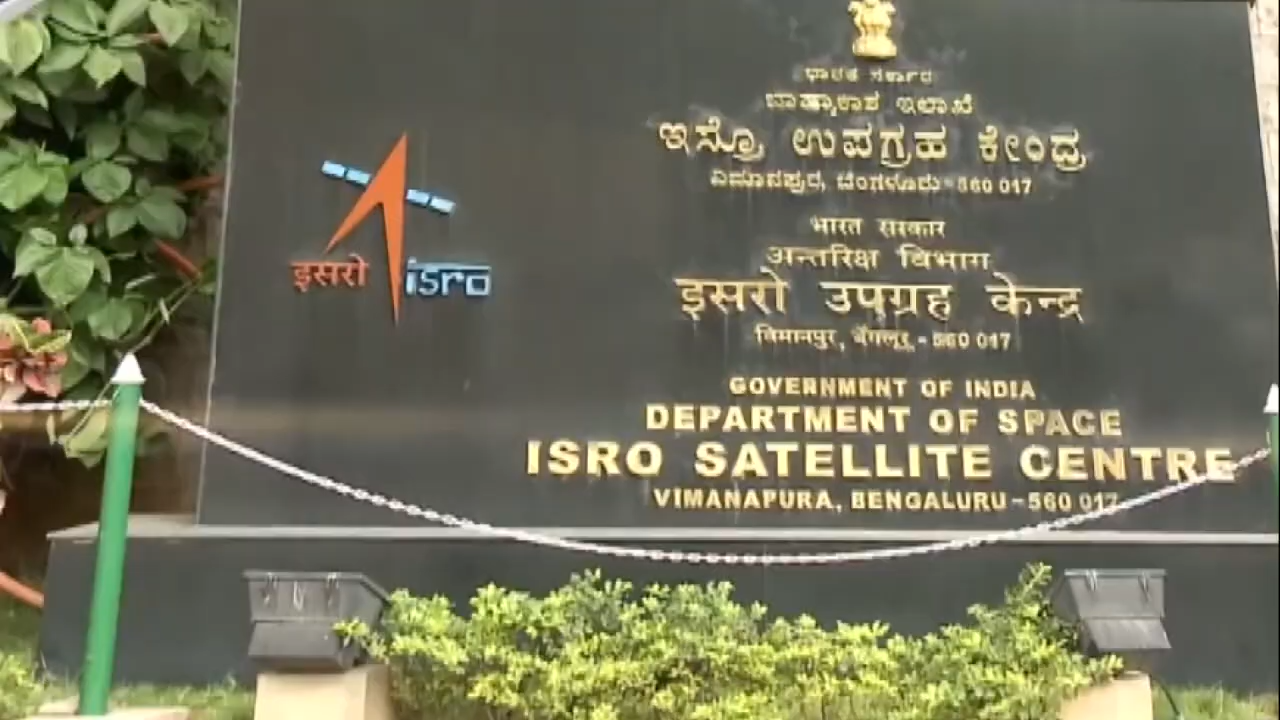 इसरो isro
ಭಾರತ ಸರ್ಕಾರ
ಬಾಹ್ಯಾಕಾಶ ಇಲಾಖೆ
ಇಸ್ರೊ ಉಪಗ್ರಹ ಕೇಂದ್ರ
ವಿಮಾನಪುರ, ಬೆಂಗಳೂರು-560 017
भारत सरकार
अन्तरिक्ष विभाग
इसरो उपग्रह केन्द्र
विमानपुर, बेंगलूर - 560 017
GOVERNMENT OF INDIA
DEPARTMENT OF SPACE
ISRO SATELLITE CENTRE
VIMANAPURA, BENGALURU-560 017